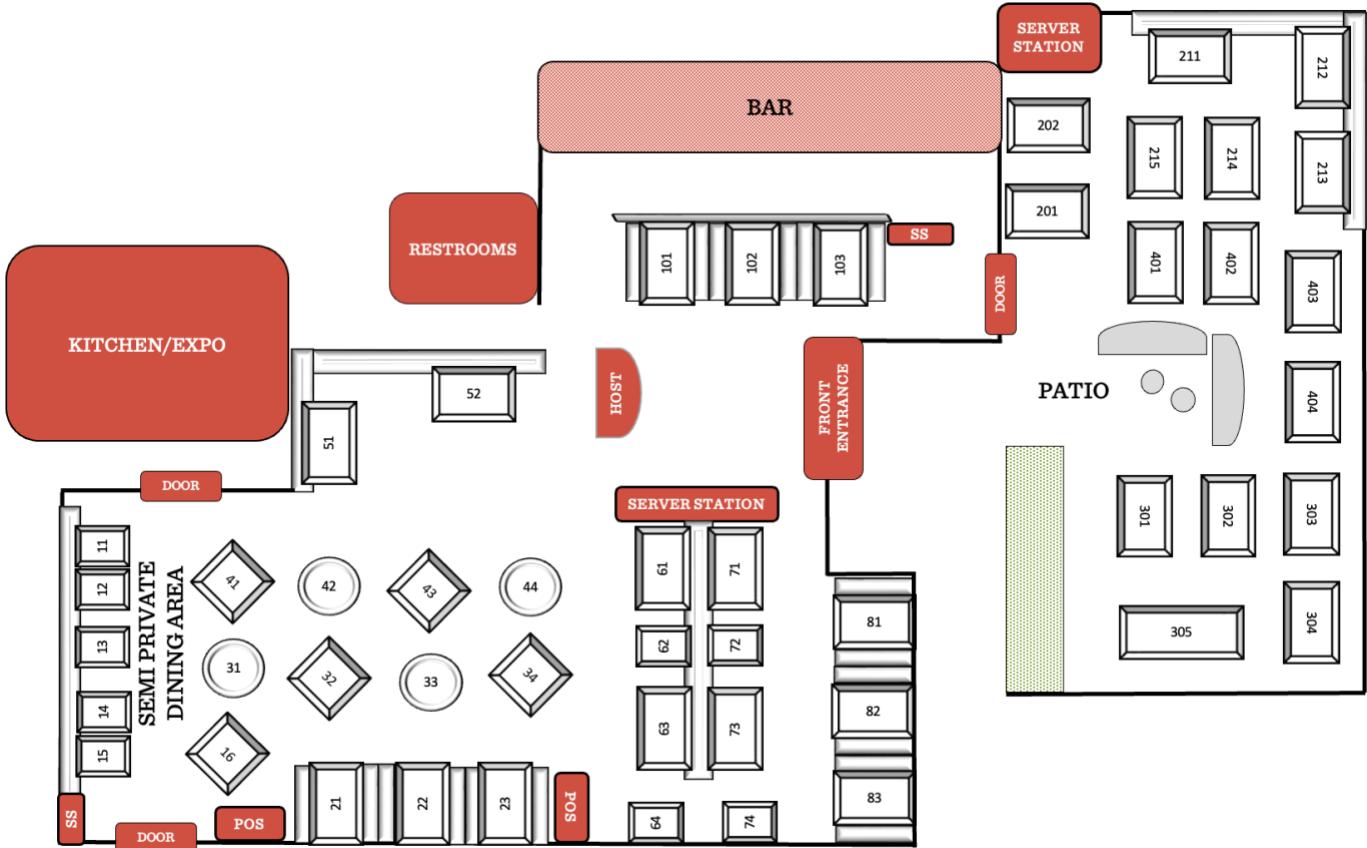 SERVER
STATION
211
212
BAR
202
215
214
213
201
RESTROOMS
SS
101
102
103
401
402
403
DOOR
KITCHEN/EXPO
HOST
FRONT
ENTRANCE
PATIO
404
52
51
DOOR
SERVER STATION
301
302
303
11
12
13
14
15
SEMI PRIVATE
DINING AREA
41
42
43
44
31
32
33
34
16
61
71
62
72
63
73
81
82
83
305
304
21
22
23
POS
64
74
SS
POS
DOOR